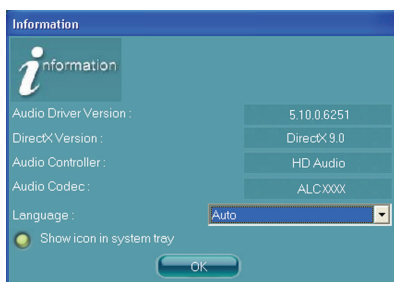 Information
information
Audio Driver Version : 5.10.0.6251
DirectX Version : DirectX 9.0
Audio Controller : HD Audio
Audio Codec : ALCXXXX
Language : Auto
Show icon in system tray
OK